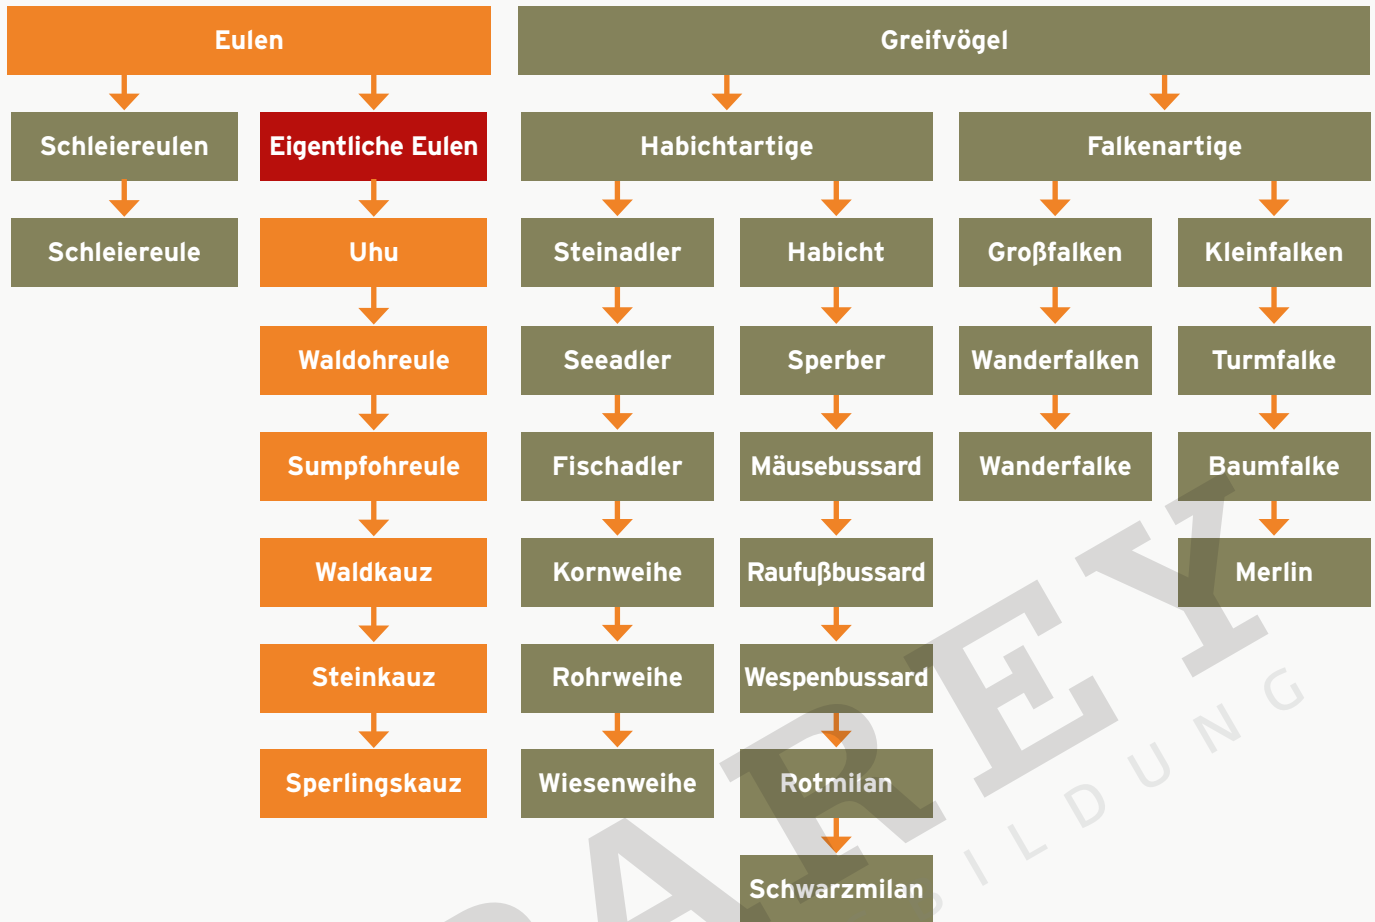 Eulen
Greifvögel
Schleiereulen
Eigentliche Eulen
Habichtartige
Falkenartige
Schleiereule
Uhu
Steinadler
Habicht
Großfalken
Kleinfalken
Waldohreule
Seeadler
Sperber
Wanderfalken
Turmfalke
Sumpfohreule
Fischadler
Mäusebussard
Wanderfalke
Baumfalke
Waldkauz
Kornweihe
Raufußbussard
Merlin
Steinkauz
Rohrweihe
Wespenbussard
Sperlingskauz
Wiesenweihe
Rotmilan
Schwarzmilan
AREY
BILDUNG